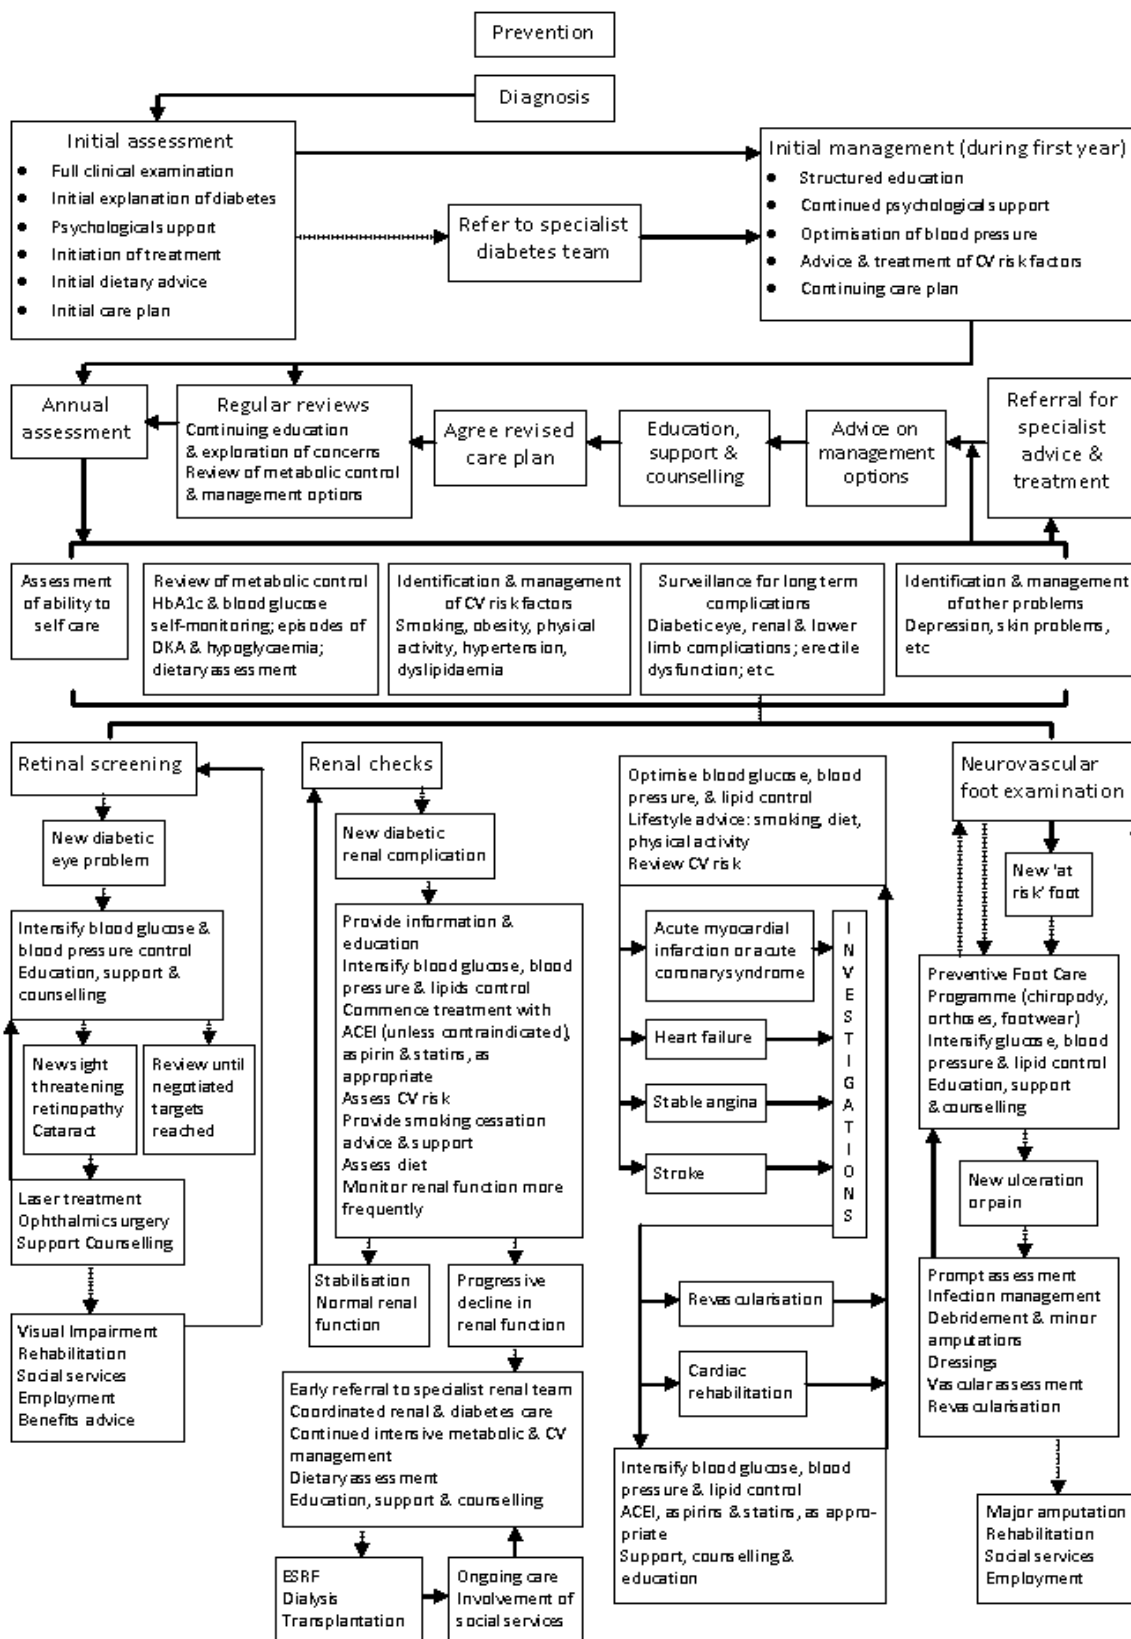 Prevention
Diagnosis
Initial assessment
• Full clinical examination
• Initial explanation of diabetes
• Psychological support
• Initiation of treatment
• Initial dietary advice
• Initial care plan
Refer to specialist
diabetes team
Initial management (during first year)
• Structured education
• Continued psychological support
• Optimisation of blood pressure
• Advice & treatment of CV risk factors
• Continuing care plan
Annual
assessment
Regular reviews
Continuing education
& exploration of concerns
Review of metabolic control
& management options
Agree revised
care plan
Education,
support &
counselling
Advice on
management
options
Referral for
specialist
advice &
treatment
Assessment
of ability to
self care
Review of metabolic control
HbA1c & blood glucose
self-monitoring; episodes of
DKA & hypoglycaemia;
dietary assessment
Identification & management
of CV risk factors
Smoking, obesity, physical
activity, hypertension,
dyslipidaemia
Surveillance for long term
complications
Diabetic eye, renal & lower
limb complications; erectile
dysfunction; etc.
Identification & management
of other problems
Depression, skin problems,
etc
Retinal screening
New diabetic
eye problem
Intensify blood glucose &
blood pressure control
Education, support &
counselling
New sight
threatening
retinopathy
Cataract
Review until
negotiated
targets
reached
Laser treatment
Ophthalmic surgery
Support Counselling
Visual Impairment
Rehabilitation
Social services
Employment
Benefits advice
Renal checks
New diabetic
renal complication
Provide information &
education
Intensify blood glucose, blood
pressure & lipids control
Commence treatment with
ACEI (unless contraindicated),
aspirin & statins, as
appropriate
Assess CV risk
Provide smoking cessation
advice & support
Assess diet
Monitor renal function more
frequently
Stabilisation
Normal renal
function
Progressive
decline in
renal function
Early referral to specialist renal team
Coordinated renal & diabetes care
Continued intensive metabolic & CV
management
Dietary assessment
Education, support & counselling
ESRF
Dialysis
Transplantation
Ongoing care
Involvement of
social services
Optimise blood glucose, blood
pressure, & lipid control
Lifestyle advice: smoking, diet,
physical activity
Review CV risk
Acute myocardial
infarction or acute
coronary syndrome
Heart failure
Stable angina
Stroke
INVESTIGATIONS
Revascularisation
Cardiac
rehabilitation
Intensify blood glucose, blood
pressure & lipid control
ACEI, aspirins & statins, as appro-
priate
Support, counselling &
education
Neurovascular
foot examination
New 'at
risk' foot
Preventive Foot Care
Programme (chiropody,
orthoses, footwear)
Intensify glucose, blood
pressure & lipid control
Education, support
& counselling
New ulceration
or pain
Prompt assessment
Infection management
Debridement & minor
amputations
Dressings
Vascular assessment
Revascularisation
Major amputation
Rehabilitation
Social services
Employment